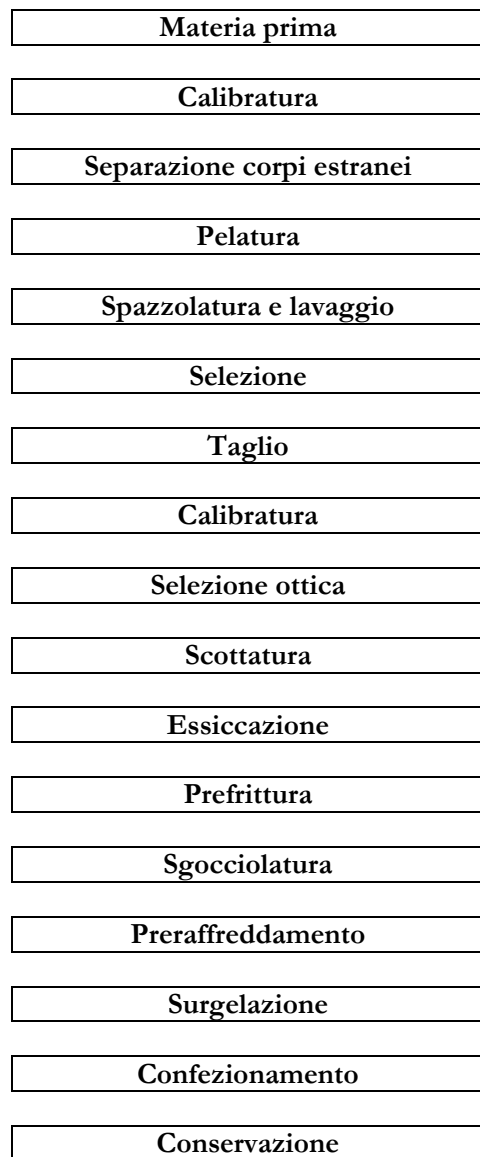 Materia prima
Calibratura
Separazione corpi estranei
Pelatura
Spazzolatura e lavaggio
Selezione
Taglio
Calibratura
Selezione ottica
Scottatura
Essiccazione
Prefrittura
Sgocciolatura
Preraffreddamento
Surgelazione
Confezionamento
Conservazione